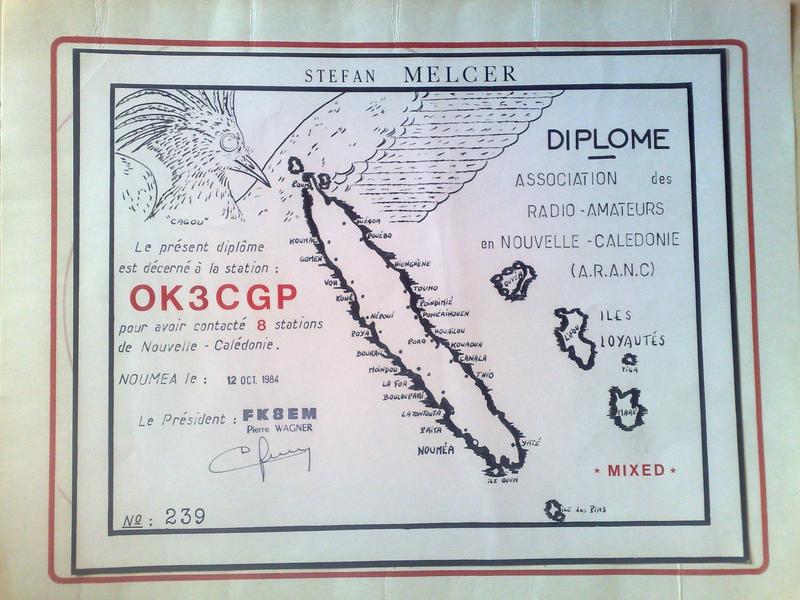 STEFAN MELCER
DIPLOME
ASSOCIATION des
RADIO-AMATEURS
en NOUVELLE-CALEDONIE
(A.R.A.N.C)
"CAGOU"
Le présent diplôme
est décerné à la station :
OK3CGP
pour avoir contacté 8 stations
de Nouvelle-Calédonie.
NOUMEA le : 12 OCT. 1984
Le Président : FK8EM
Pierre WAGNER
Nº : 239
POUÉBO
KOUMAC
GOMEN
HIENGHÈNE
VOH
TOUHO
KONÉ
POINDIMIÉ
NÉPOUI
PONÉRIHOUEN
POYA
HOUAILOU
PORO
KOUAOUA
BOURAIL
CANALA
MOINDOU
THIO
LA FOA
BOULOUPARI
LA TONTOUTA
PAÏTA
NOUMÉA
YATÉ
ILE OUEN
Ile des Pins
OUVÉA
ILES
LOYAUTÉS
LIFOU
TIGA
MARÉ
* MIXED *